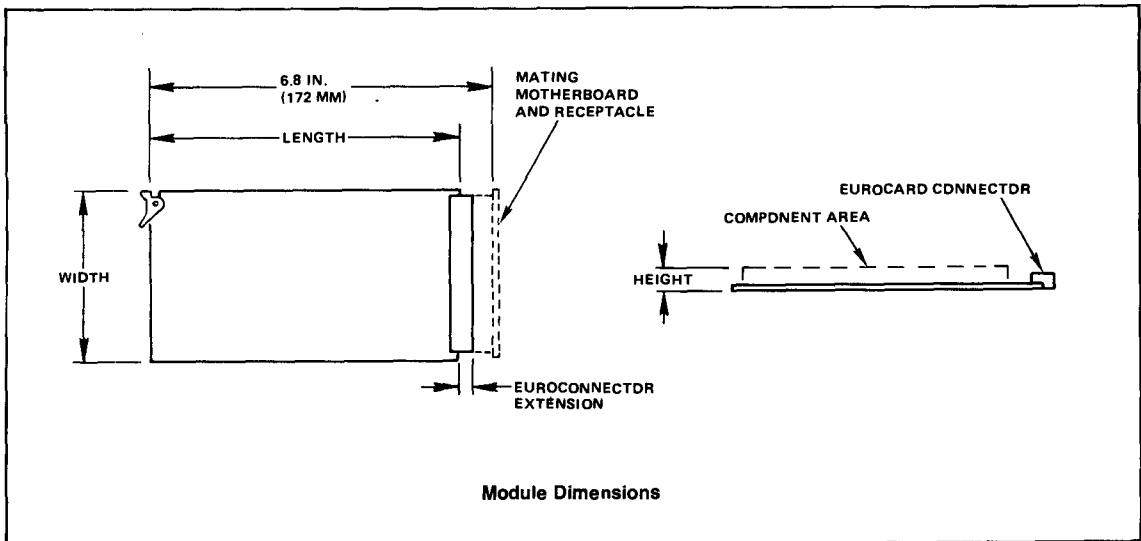 6.8 IN.
(172 MM)
LENGTH
MATING
MOTHERBOARD
AND RECEPTACLE
WIDTH
EUROCONNECTDR
EXTENSION
EUROCARD CDNNECTDR
COMPDNENT AREA
HEIGHT
Module Dimensions